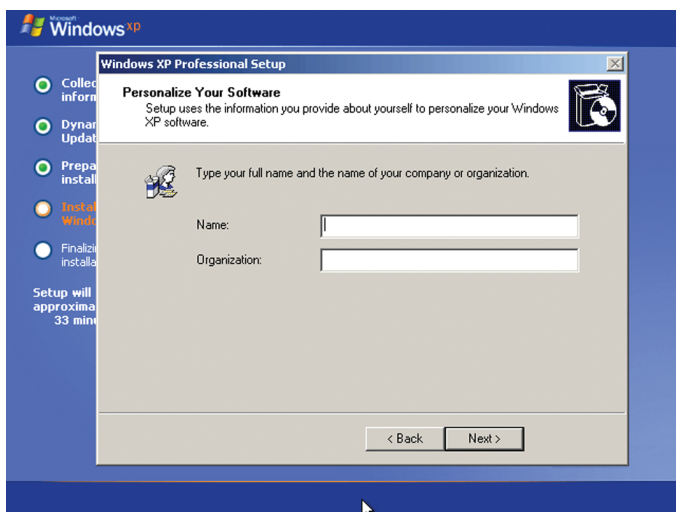 Microsoft
Windows xp
Windows XP Professional Setup
Personalize Your Software
Setup uses the information you provide about yourself to personalize your Windows
XP software.
Type your full name and the name of your company or organization.
Name:
Organization:
< Back
Next >
Setup will
33